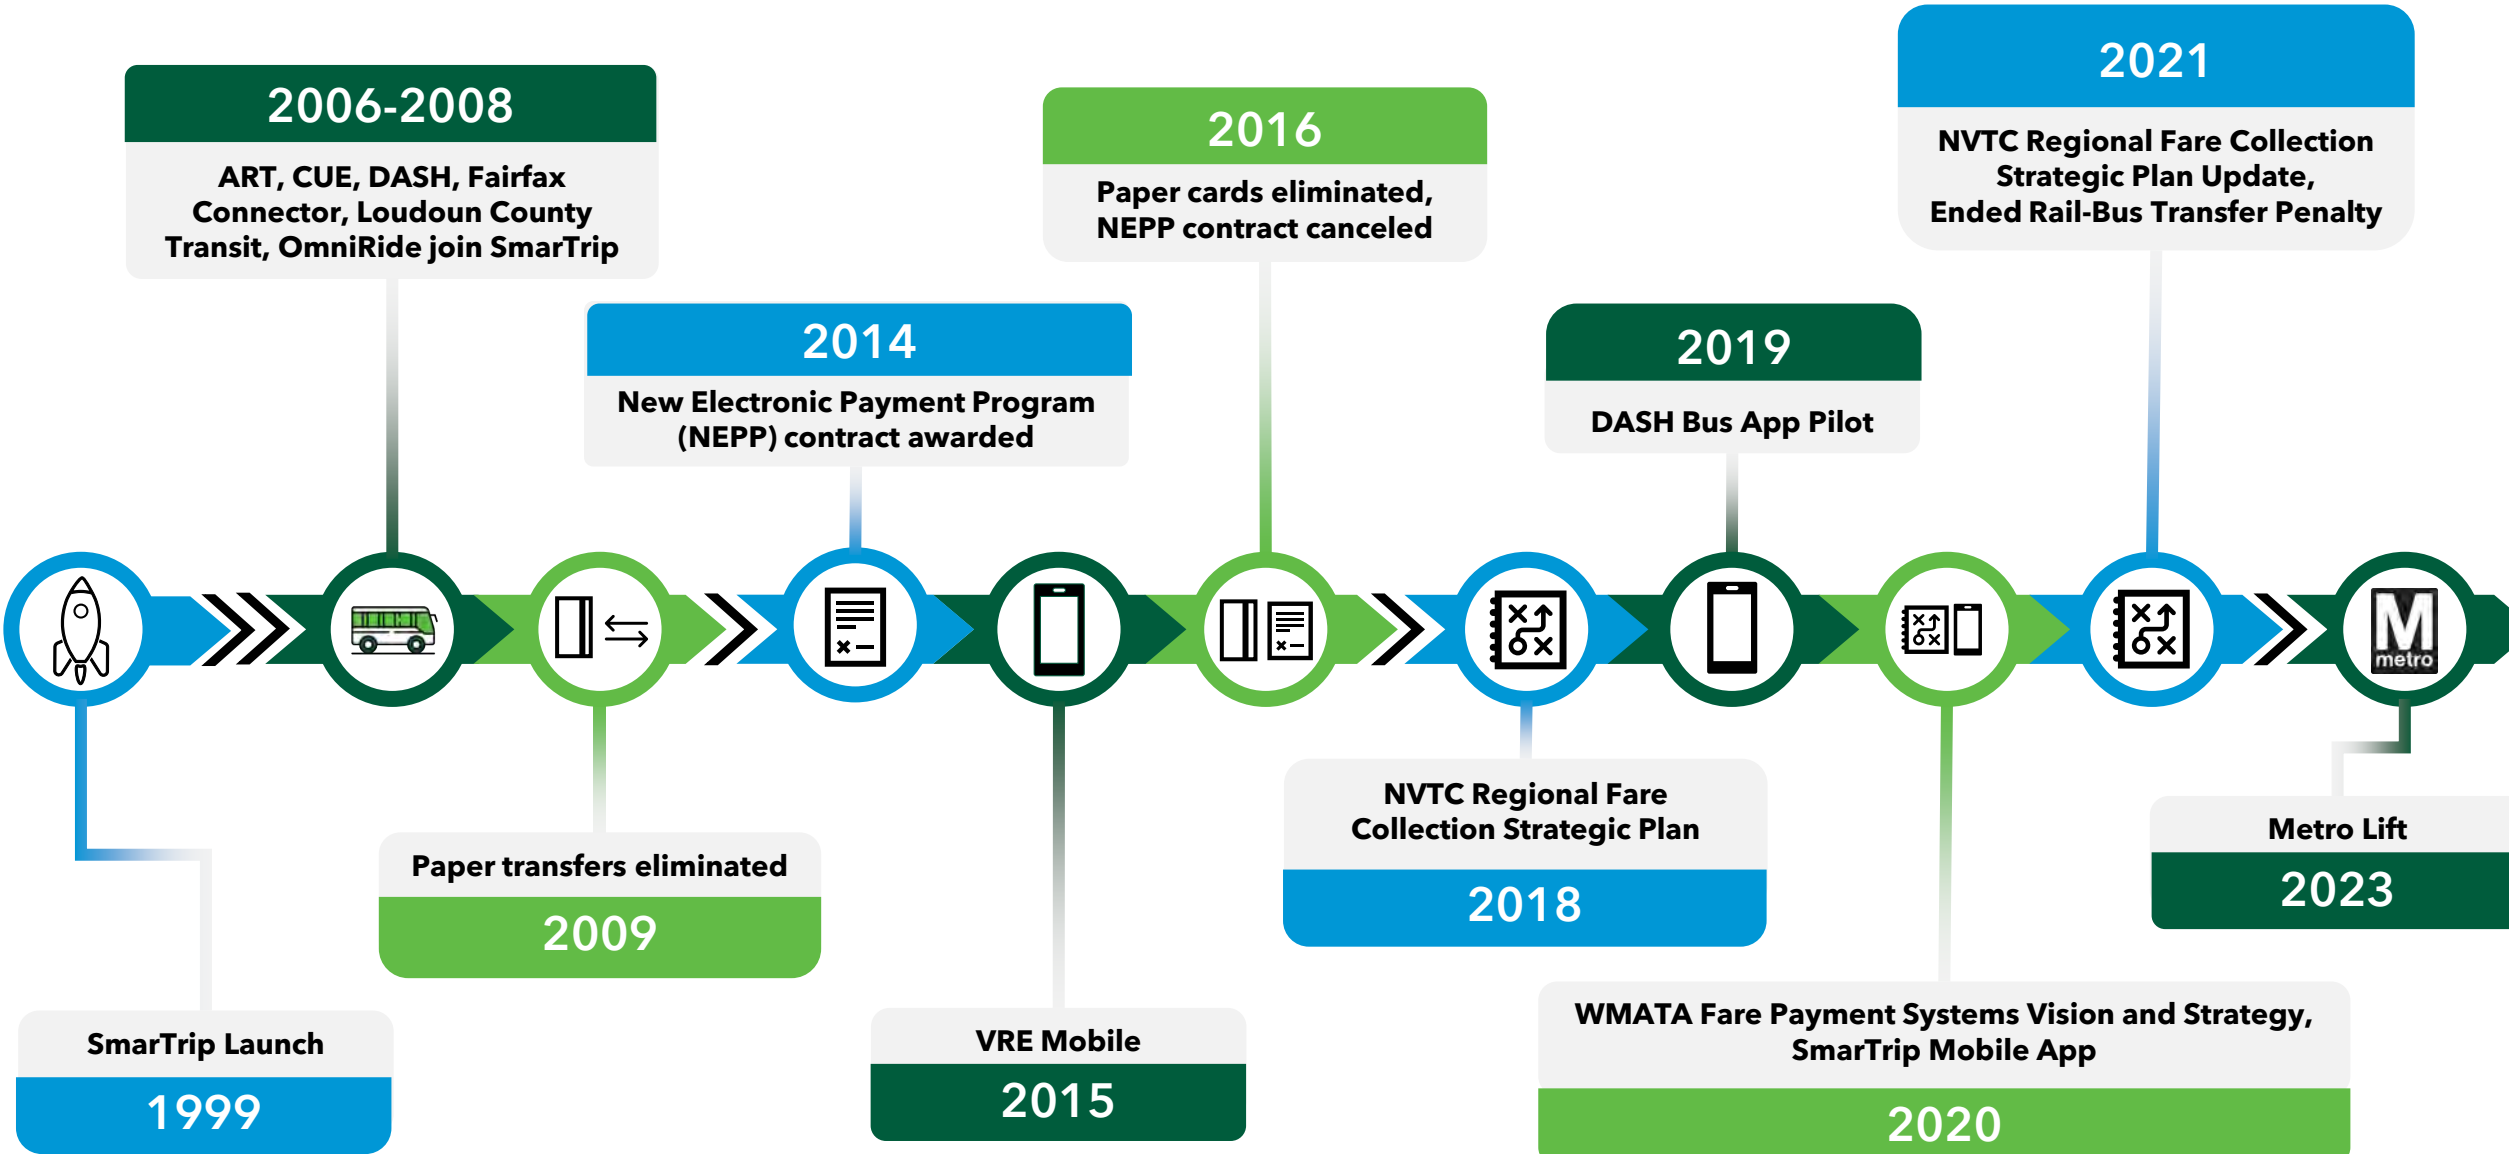 2006-2008
ART, CUE, DASH, Fairfax
Connector, Loudoun County
Transit, OmniRide join SmarTrip
2014
New Electronic Payment Program
(NEPP) contract awarded
2016
Paper cards eliminated,
NEPP contract canceled
2019
DASH Bus App Pilot
2021
NVTC Regional Fare Collection
Strategic Plan Update,
Ended Rail-Bus Transfer Penalty
M
metro
SmarTrip Launch
1999
Paper transfers eliminated
2009
VRE Mobile
2015
NVTC Regional Fare
Collection Strategic Plan
2018
WMATA Fare Payment Systems Vision and Strategy,
SmarTrip Mobile App
2020
Metro Lift
2023